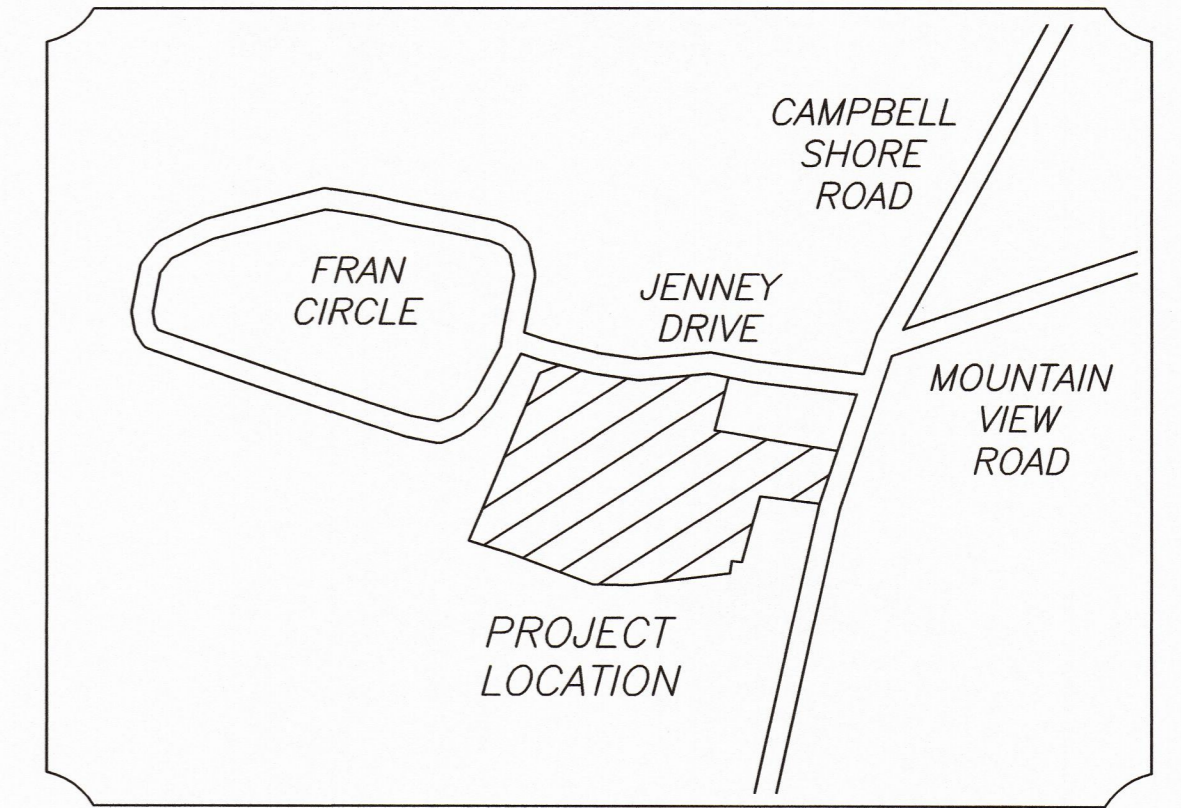 CAMPBELL
SHORE
ROAD
FRAN
CIRCLE
JENNEY
DRIVE
MOUNTAIN
VIEW
ROAD
PROJECT
LOCATION